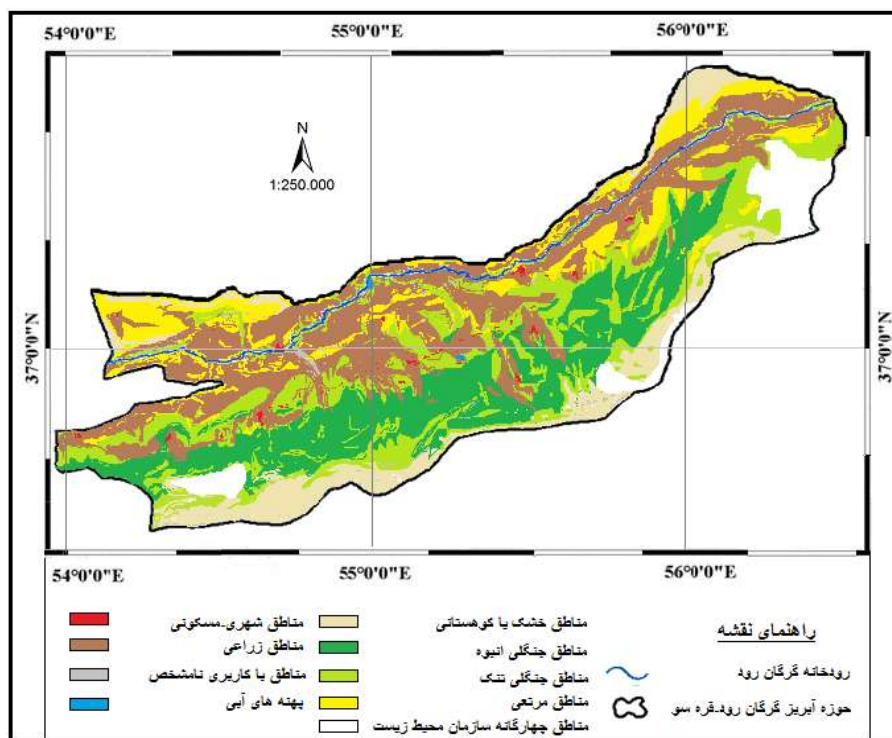 54°0'0"E 55°0'0"E 56°0'0"E
N
1:250.000
37°0'0"N 37°0'0"N
54°0'0"E 55°0'0"E 56°0'0"E
راهنمای نقشه
رودخانه گرگان رود
حوزه آبریز گرگان رود-قره سو
مناطق خشک یا کوهستانی
مناطق جنگلی انبوه
مناطق جنگلی تنک
مناطق مرتعی
مناطق چهارگانه سازمان محیط زیست
مناطق شهری-مسکونی
مناطق زراعی
مناطق با کاربری نامشخص
پهنه های آبی